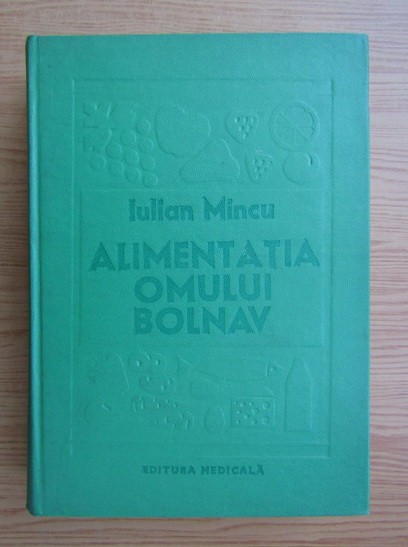 Iulian Mincu
ALIMENTAȚIA
OMULUI
BOLNAV
EDITURA MEDICALĂ